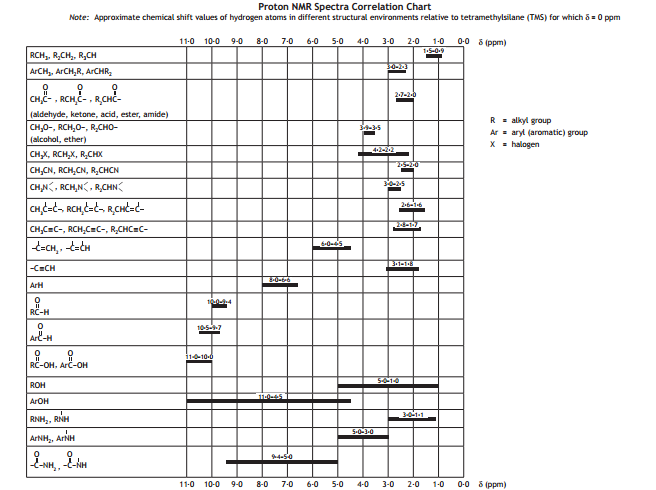 Proton NMR Spectra Correlation Chart
Note: Approximate chemical shift values of hydrogen atoms in different structural environments relative to tetramethylsilane (TMS) for which δ = 0 ppm
11·0 10·0 9·0 8·0 7·0 6·0 5·0 4·0 3·0 2·0 1·0 0·0 δ (ppm)
RCH₃, R₂CH₂, R₃CH 1·5=0·9
ArCH₃, ArCH₂R, ArCHR₂ 3·0=2·3
O O O
CH₃C-, RCH₂C-, R₂CHC- 2·7=2·0
(aldehyde, ketone, acid, ester, amide)
CH₃O-, RCH₂O-, R₂CHO- 3·9=3·5
(alcohol, ether)
R = alkyl group
Ar = aryl (aromatic) group
X = halogen
CH₃X, RCH₂X, R₂CHX 4·2=2·2
CH₃CN, RCH₂CN, R₂CHCN 2·5=2·0
CH₃N<, RCH₂N<, R₂CHN< 3·0=2·5
CH₃C=C-, RCH₂C=C-, R₂CHC=C- 2·6=1·6
CH₃C≡C-, RCH₂C≡C-, R₂CHC≡C- 2·8=1·7
-C=CH₂, -C=CH 6·0=4·5
-C≡CH 3·1=1·8
ArH 8·0=6·6
O
RC-H 10·0=9·4
O
ArC-H 10·5=9·7
O O
RC-OH, ArC-OH 11·0=10·0
ROH 5·0=1·0
ArOH 11·0=4·5
RNH₂, RNH 3·0=1·1
ArNH₂, ArNH 5·0=3·0
O O
-C-NH₂, -C-NH 9·4=5·0
11·0 10·0 9·0 8·0 7·0 6·0 5·0 4·0 3·0 2·0 1·0 0·0 δ (ppm)